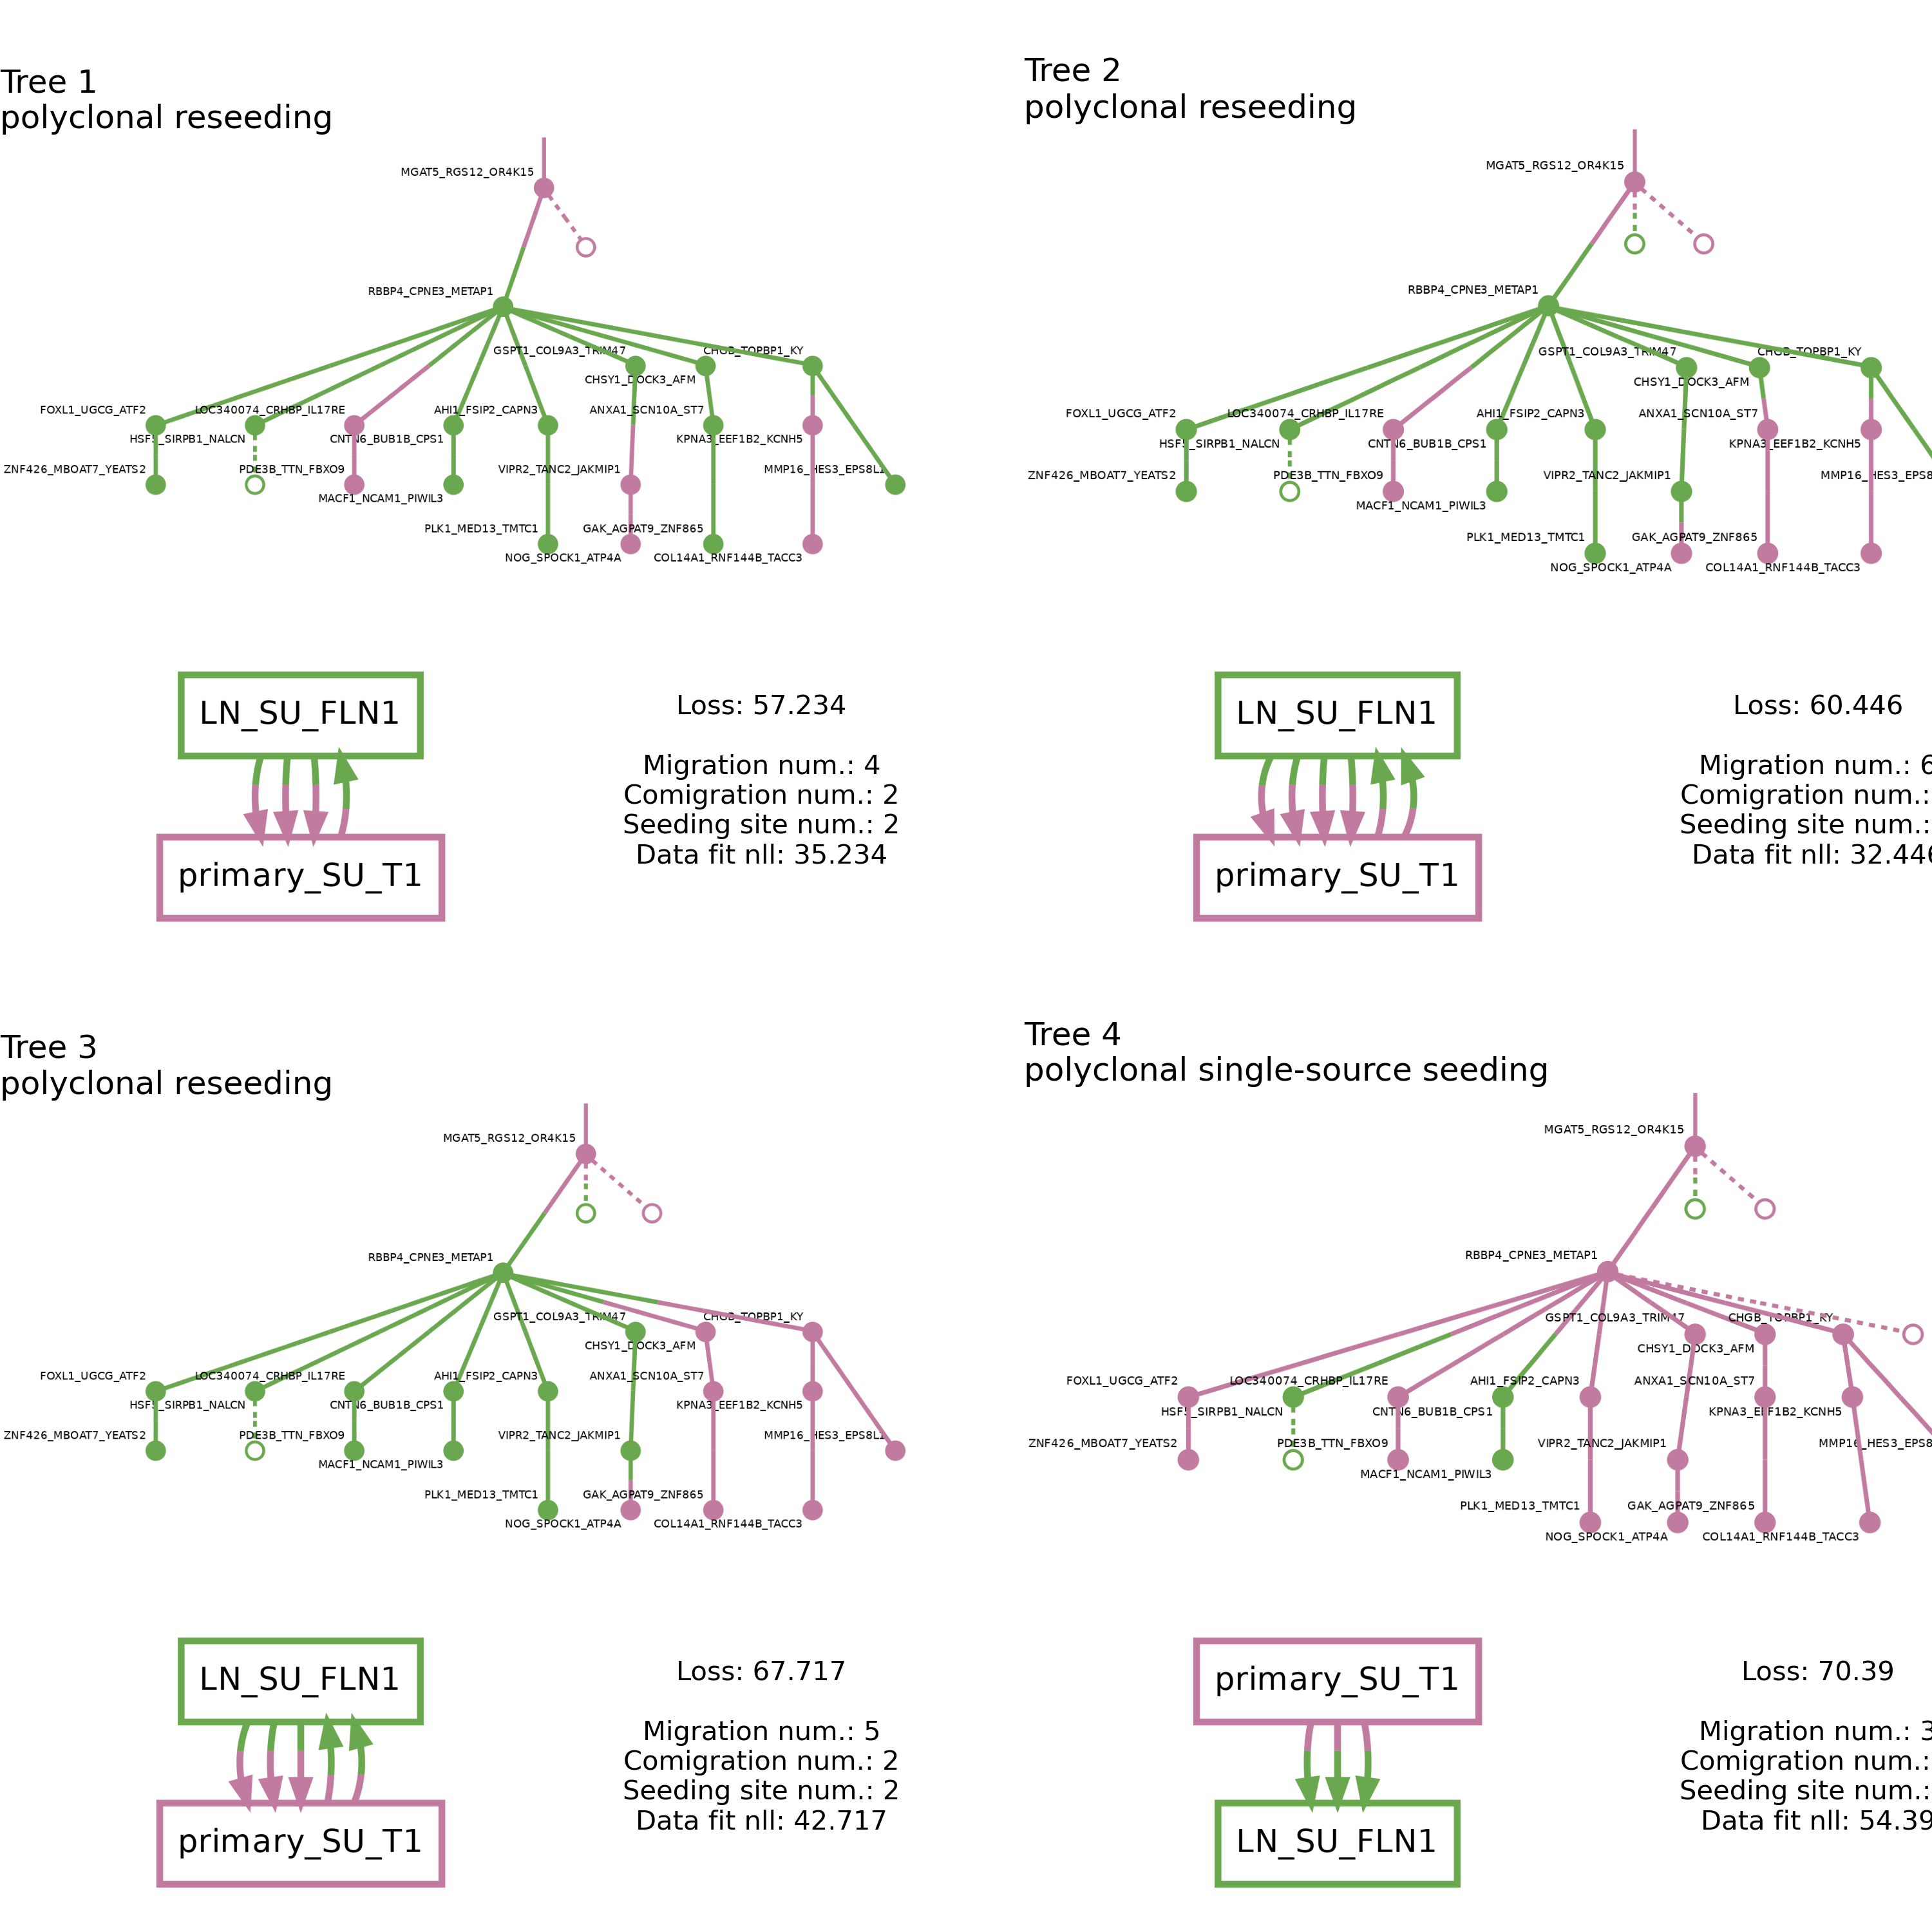 Tree 1
polyclonal reseeding
MGAT5_RGS12_OR4K15
RBBP4_CPNE3_METAP1
GSPT1_COL9A3_TRIM47
CHGB_TOPBP1_KY
CHSY1_DOCK3_AFM
FOXL1_UGCG_ATF2
LOC340074_CRHBP_IL17RE
AHI1_FSIP2_CAPN3
ANXA1_SCN10A_ST7
HSF5_SIRPB1_NALCN
CNTN6_BUB1B_CPS1
KPNA3_EEF1B2_KCNH5
ZNF426_MBOAT7_YEATS2
PDE3B_TTN_FBXO9
VIPR2_TANC2_JAKMIP1
MMP16_HES3_EPS8L1
MACF1_NCAM1_PIWIL3
PLK1_MED13_TMTC1
GAK_AGPAT9_ZNF865
NOG_SPOCK1_ATP4A
COL14A1_RNF144B_TACC3
LN_SU_FLN1
primary_SU_T1
Loss: 57.234
Migration num.: 4
Comigration num.: 2
Seeding site num.: 2
Data fit nll: 35.234
Tree 2
polyclonal reseeding
MGAT5_RGS12_OR4K15
RBBP4_CPNE3_METAP1
GSPT1_COL9A3_TRIM47
CHGB_TOPBP1_KY
CHSY1_DOCK3_AFM
FOXL1_UGCG_ATF2
LOC340074_CRHBP_IL17RE
AHI1_FSIP2_CAPN3
ANXA1_SCN10A_ST7
HSF5_SIRPB1_NALCN
CNTN6_BUB1B_CPS1
KPNA3_EEF1B2_KCNH5
ZNF426_MBOAT7_YEATS2
PDE3B_TTN_FBXO9
VIPR2_TANC2_JAKMIP1
MMP16_HES3_EPS8
MACF1_NCAM1_PIWIL3
PLK1_MED13_TMTC1
GAK_AGPAT9_ZNF865
NOG_SPOCK1_ATP4A
COL14A1_RNF144B_TACC3
LN_SU_FLN1
primary_SU_T1
Loss: 60.446
Migration num.: 6
Comigration num.:
Seeding site num.:
Data fit nll: 32.446
Tree 3
polyclonal reseeding
MGAT5_RGS12_OR4K15
RBBP4_CPNE3_METAP1
GSPT1_COL9A3_TRIM47
CHGB_TOPBP1_KY
CHSY1_DOCK3_AFM
FOXL1_UGCG_ATF2
LOC340074_CRHBP_IL17RE
AHI1_FSIP2_CAPN3
ANXA1_SCN10A_ST7
HSF5_SIRPB1_NALCN
CNTN6_BUB1B_CPS1
KPNA3_EEF1B2_KCNH5
ZNF426_MBOAT7_YEATS2
PDE3B_TTN_FBXO9
VIPR2_TANC2_JAKMIP1
MMP16_HES3_EPS8L1
MACF1_NCAM1_PIWIL3
PLK1_MED13_TMTC1
GAK_AGPAT9_ZNF865
NOG_SPOCK1_ATP4A
COL14A1_RNF144B_TACC3
LN_SU_FLN1
primary_SU_T1
Loss: 67.717
Migration num.: 5
Comigration num.: 2
Seeding site num.: 2
Data fit nll: 42.717
Tree 4
polyclonal single-source seeding
MGAT5_RGS12_OR4K15
RBBP4_CPNE3_METAP1
GSPT1_COL9A3_TRIM47
CHGB_TOPBP1_KY
CHSY1_DOCK3_AFM
FOXL1_UGCG_ATF2
LOC340074_CRHBP_IL17RE
AHI1_FSIP2_CAPN3
ANXA1_SCN10A_ST7
HSF5_SIRPB1_NALCN
CNTN6_BUB1B_CPS1
KPNA3_EEF1B2_KCNH5
ZNF426_MBOAT7_YEATS2
PDE3B_TTN_FBXO9
VIPR2_TANC2_JAKMIP1
MMP16_HES3_EPS8
MACF1_NCAM1_PIWIL3
PLK1_MED13_TMTC1
GAK_AGPAT9_ZNF865
NOG_SPOCK1_ATP4A
COL14A1_RNF144B_TACC3
primary_SU_T1
LN_SU_FLN1
Loss: 70.39
Migration num.: 3
Comigration num.:
Seeding site num.:
Data fit nll: 54.39